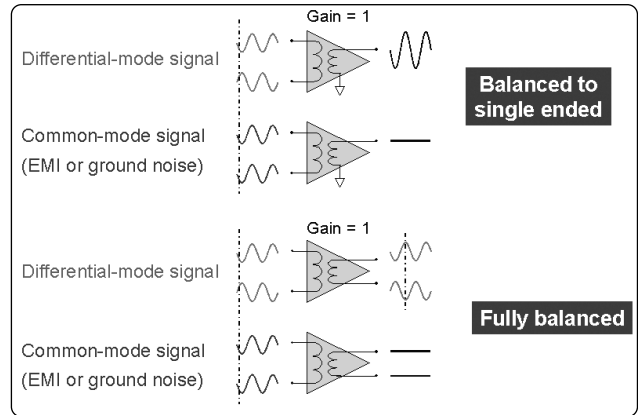 Gain = 1
Differential-mode signal
Balanced to
single ended
Common-mode signal
(EMI or ground noise)
Gain = 1
Differential-mode signal
Fully balanced
Common-mode signal
(EMI or ground noise)